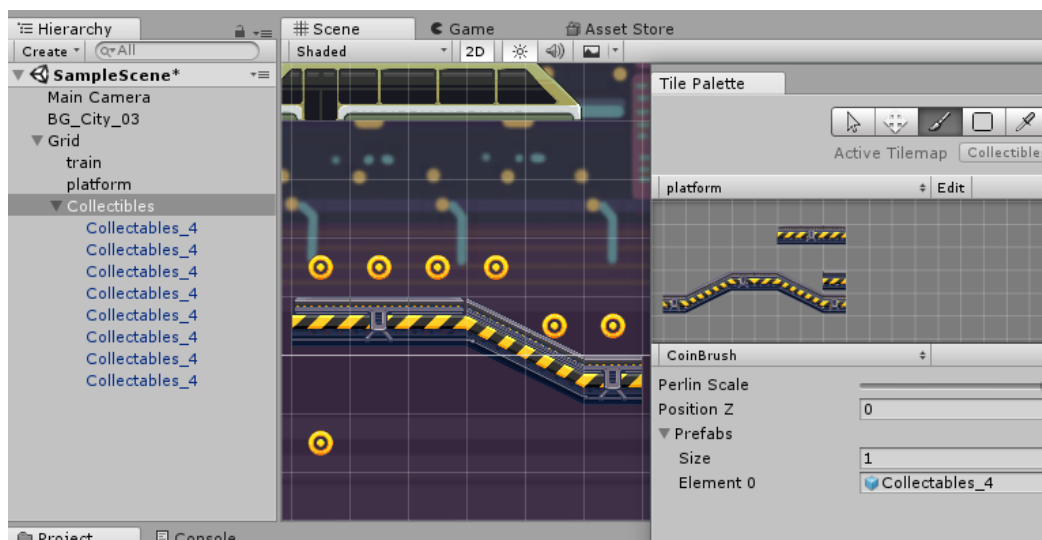 Hierarchy
Create
All
SampleScene*
Main Camera
BG_City_03
Grid
train
platform
Collectibles
Collectables_4
Collectables_4
Collectables_4
Collectables_4
Collectables_4
Collectables_4
Collectables_4
Collectables_4
Project
Console
Scene
Game
Asset Store
Shaded
2D
Tile Palette
Active Tilemap
Collectible
platform
Edit
CoinBrush
Perlin Scale
Position Z
0
Prefabs
Size
1
Element 0
Collectables_4